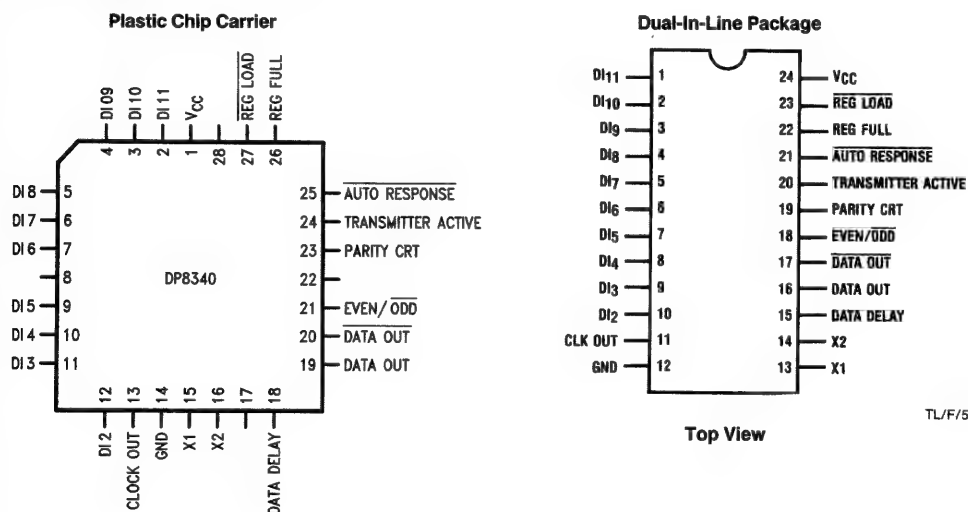 Plastic Chip Carrier
DI09
DI10
DI11
VCC
REG LOAD
REG FULL
4
3
2
1
28
27
26
DI8
5
DI7
6
DI6
7
8
DI5
9
DI4
10
DI3
11
DP8340
25
AUTO RESPONSE
24
TRANSMITTER ACTIVE
23
PARITY CRT
22
21
EVEN/ODD
20
DATA OUT
19
DATA OUT
12
13
14
15
16
17
18
DI2
CLOCK OUT
GND
X1
X2
DATA DELAY
Dual-In-Line Package
DI11
1
24
VCC
DI10
2
23
REG LOAD
DI9
3
22
REG FULL
DI8
4
21
AUTO RESPONSE
DI7
5
20
TRANSMITTER ACTIVE
DI6
6
19
PARITY CRT
DI5
7
18
EVEN/ODD
DI4
8
17
DATA OUT
DI3
9
16
DATA OUT
DI2
10
15
DATA DELAY
CLK OUT
11
14
X2
GND
12
13
X1
TL/F/5
Top View